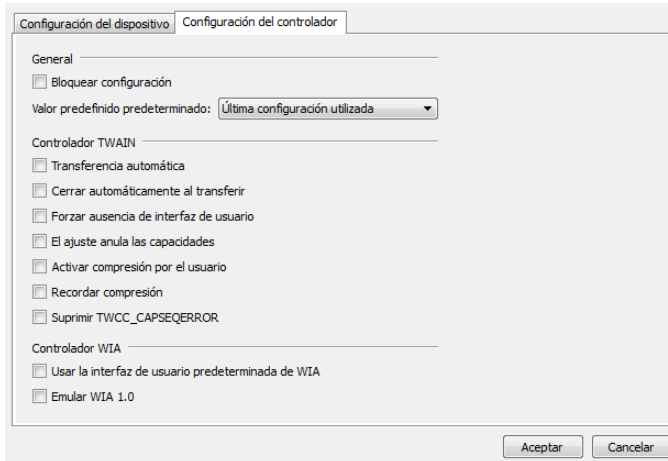 Configuración del dispositivo Configuración del controlador
General
Bloquear configuración
Valor predefinido predeterminado: Última configuración utilizada
Controlador TWAIN
Transferencia automática
Cerrar automáticamente al transferir
Forzar ausencia de interfaz de usuario
El ajuste anula las capacidades
Activar compresión por el usuario
Recordar compresión
Suprimir TWCC_CAPSEQERROR
Controlador WIA
Usar la interfaz de usuario predeterminada de WIA
Emular WIA 1.0
Aceptar Cancelar